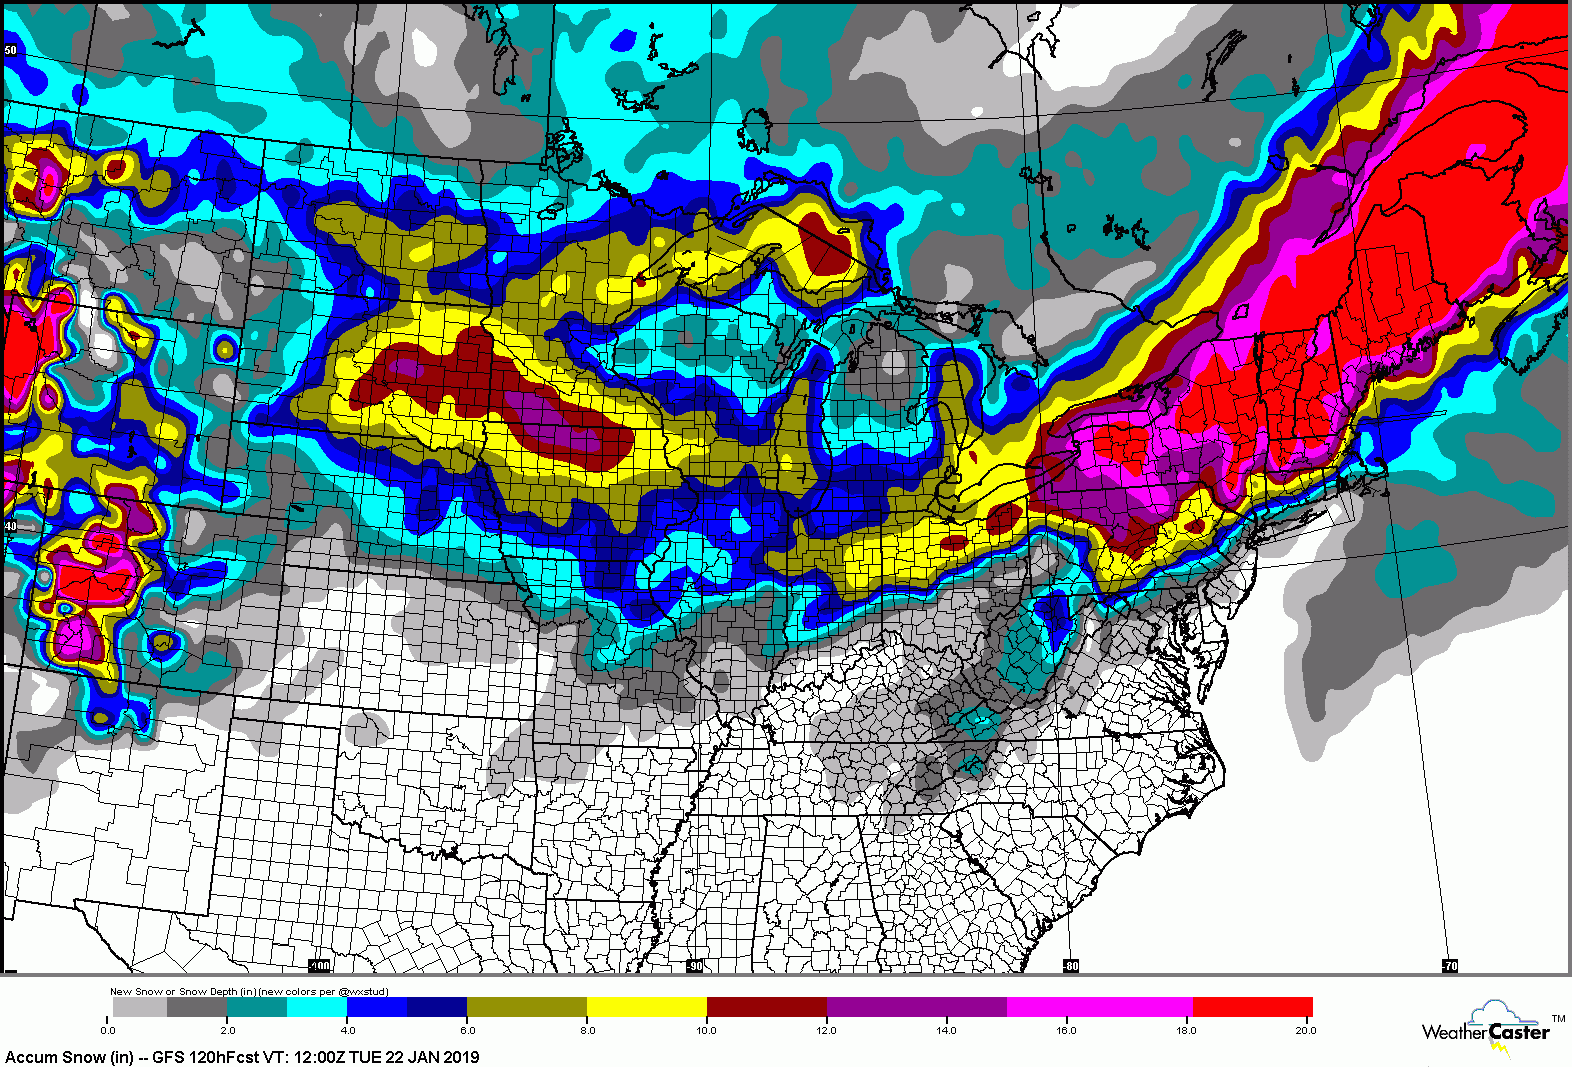 50
40
-100
-90
-80
-70
New Snow or Snow Depth (in)(new colors per @wxstud)
0.0 2.0 4.0 6.0 8.0 10.0 12.0 14.0 16.0 18.0 20.0
WeatherCaster TM
Accum Snow (in) -- GFS 120hFcst VT: 12:00Z TUE 22 JAN 2019